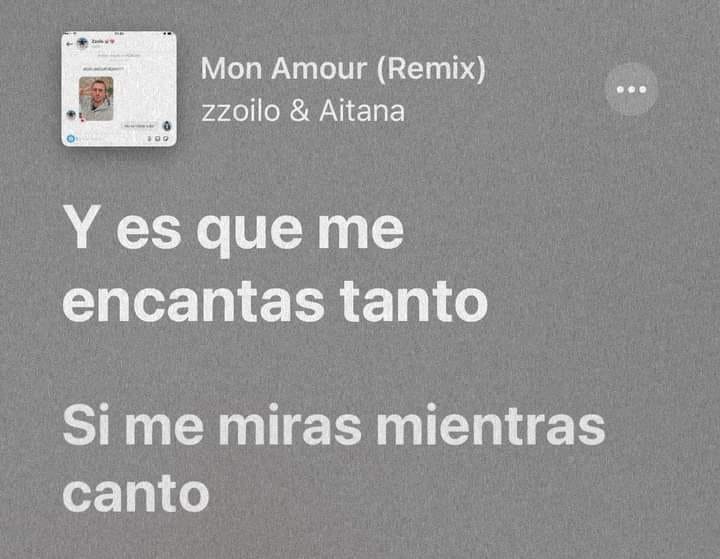 Mon Amour (Remix)
zzoilo & Aitana
Y es que me
encantas tanto
Si me miras mientras
canto